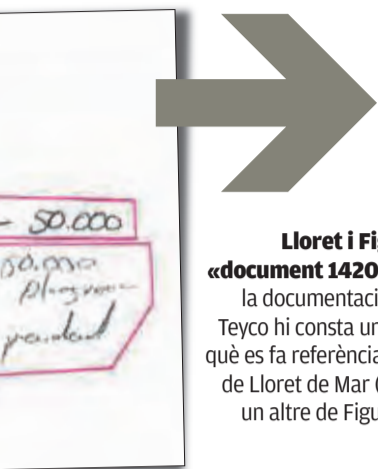 - 50.000
50.000
Lloret i Fig
«document 1420
la documentaci
Teyco hi consta un
què es fa referència
de Lloret de Mar (
un altre de Figu